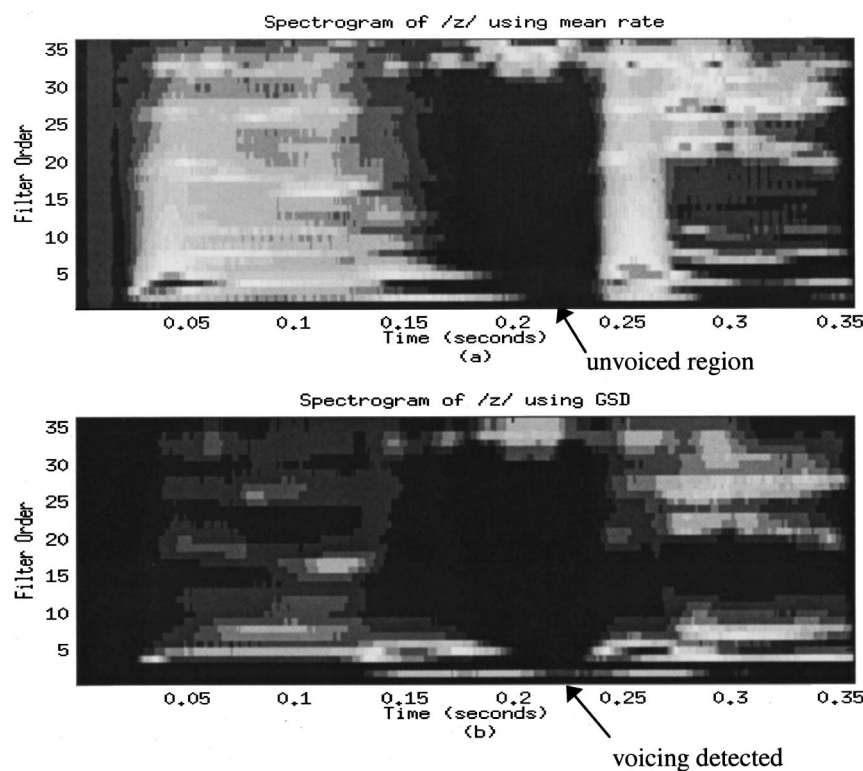 Spectrogram of /z/ using mean rate
35
30
25
20
15
10
5
Filter Order
0.05 0.1 0.15 0.2 0.25 0.3 0.35
Time (seconds)
(a)
unvoiced region
Spectrogram of /z/ using GSD
35
30
25
20
15
10
5
Filter Order
0.05 0.1 0.15 0.2 0.25 0.3 0.35
Time (seconds)
(b)
voicing detected